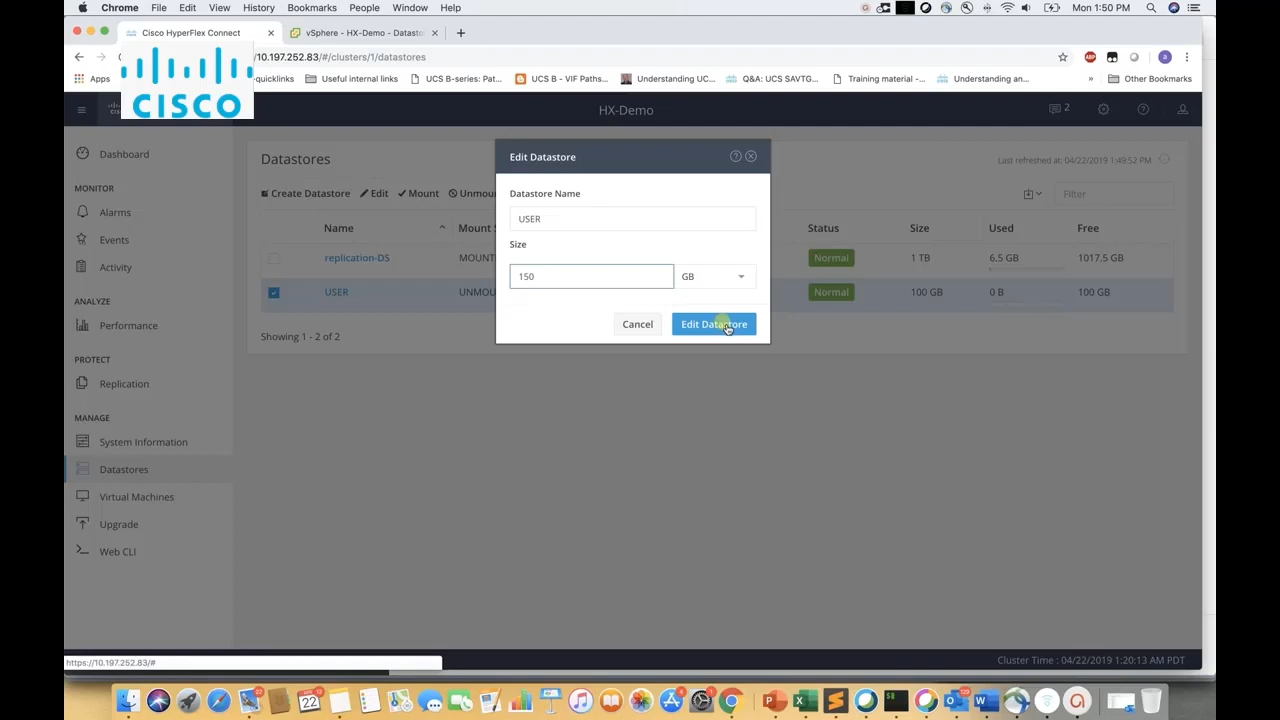 Chrome File Edit View History Bookmarks People Window Help Mon 1:50 PM
Cisco HyperFlex Connect
vSphere - HX-Demo - Datasto
10.197.252.83/#/clusters/1/datastores
a
Apps
-quicklinks
Useful internal links
UCS B-series: Pat...
UCS B - VIF Paths...
Understanding UC...
Q&A: UCS SAVTG...
Training material -...
Understanding an...
»
Other Bookmarks
CISCO
HX-Demo
2
Dashboard
MONITOR
Alarms
Events
Activity
ANALYZE
Performance
PROTECT
Replication
MANAGE
System Information
Datastores
Virtual Machines
Upgrade
Web CLI
Datastores
Last refreshed at: 04/22/2019 1:49:52 PM
Create Datastore Edit Mount Unmou
Filter
Name Mount S Status Size Used Free
replication-DS MOUNT Normal 1 TB 6.5 GB 1017.5 GB
USER UNMOU Normal 100 GB 0 B 100 GB
Showing 1 - 2 of 2
Edit Datastore
Datastore Name
USER
Size
150 GB
Cancel Edit Datastore
https://10.197.252.83/#
Cluster Time : 04/22/2019 1:20:13 AM PDT